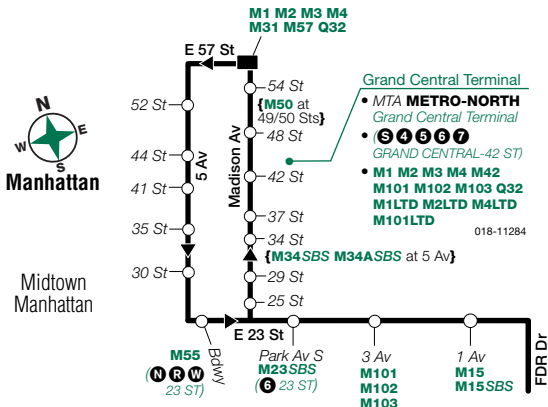 M1 M2 M3 M4
M31 M57 Q32
E 57 St
54 St
{M50 at
49/50 Sts}
48 St
42 St
37 St
34 St
{M34SBS M34ASBS at 5 Av}
29 St
25 St
Madison Av
52 St
44 St
41 St
35 St
30 St
5 Av
Grand Central Terminal
• MTA METRO-NORTH
Grand Central Terminal
• (S 4 5 6 7
GRAND CENTRAL-42 ST)
• M1 M2 M3 M4 M42
M101 M102 M103 Q32
M1LTD M2LTD M4LTD
M101LTD
018-11284
N
E
S
W
Manhattan
Midtown
Manhattan
E 23 St
Bdwy
M55
(N R W
23 ST)
Park Av S
M23SBS
(6 23 ST)
3 Av
M101
M102
M103
1 Av
M15
M15SBS
FDR Dr